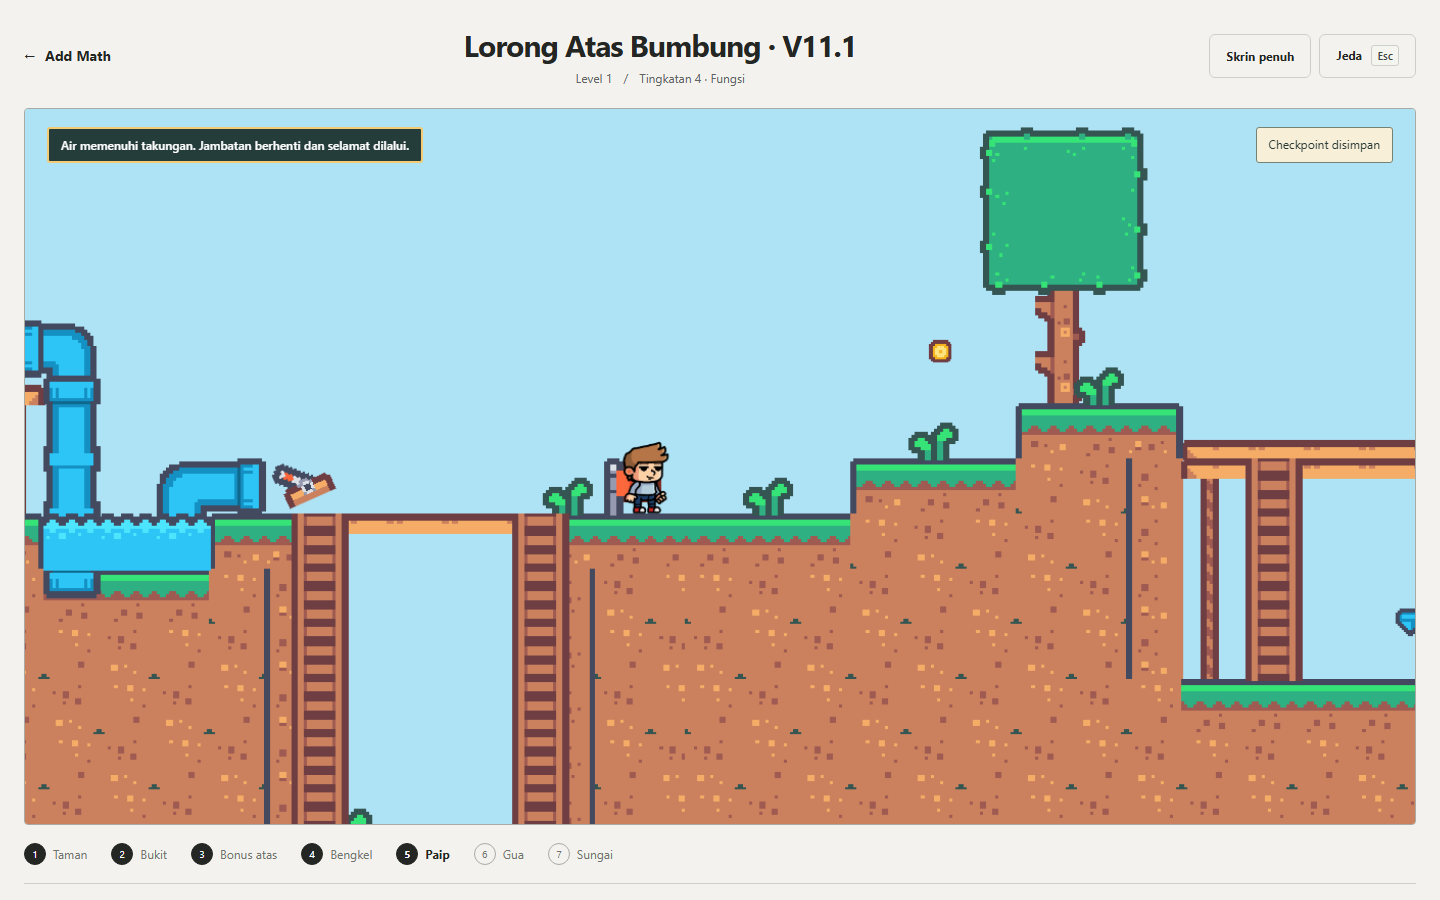 ← Add Math
Lorong Atas Bumbung · V11.1
Level 1 / Tingkatan 4 · Fungsi
Skrin penuh
Jeda Esc
Air memenuhi takungan. Jambatan berhenti dan selamat dilalui.
Checkpoint disimpan
1 Taman
2 Bukit
3 Bonus atas
4 Bengkel
5 Paip
6 Gua
7 Sungai